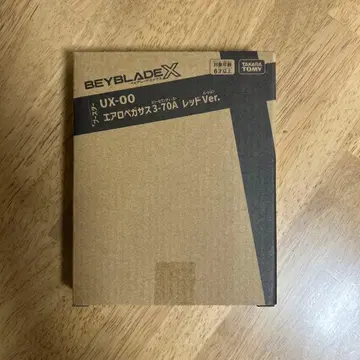 BEYBLADE X
対象年齢
6才以上
TAKARA
TOMY
ブースター
UX-00
エアロペガサス3-70A レッドVer.